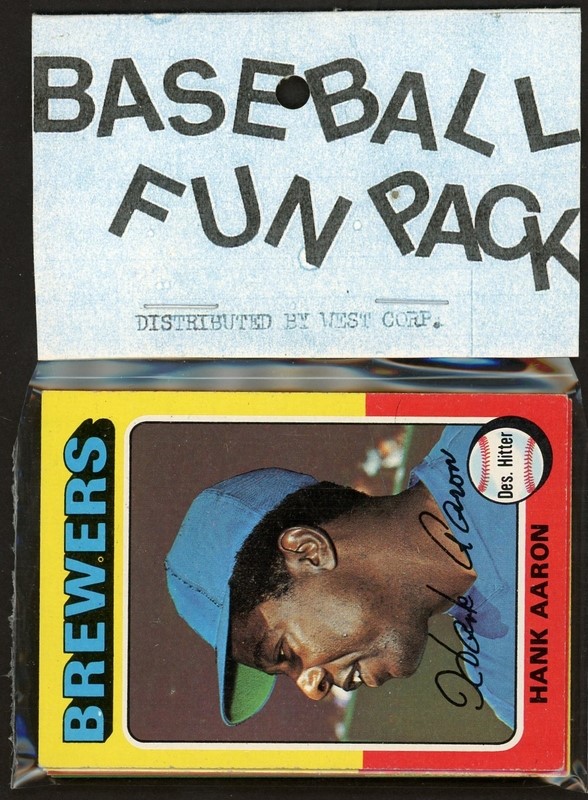 BASEBALL
FUN PACK
DISTRIBUTED BY WEST CORP.
BREWERS
Hank Aaron
Des. Hitter
HANK AARON